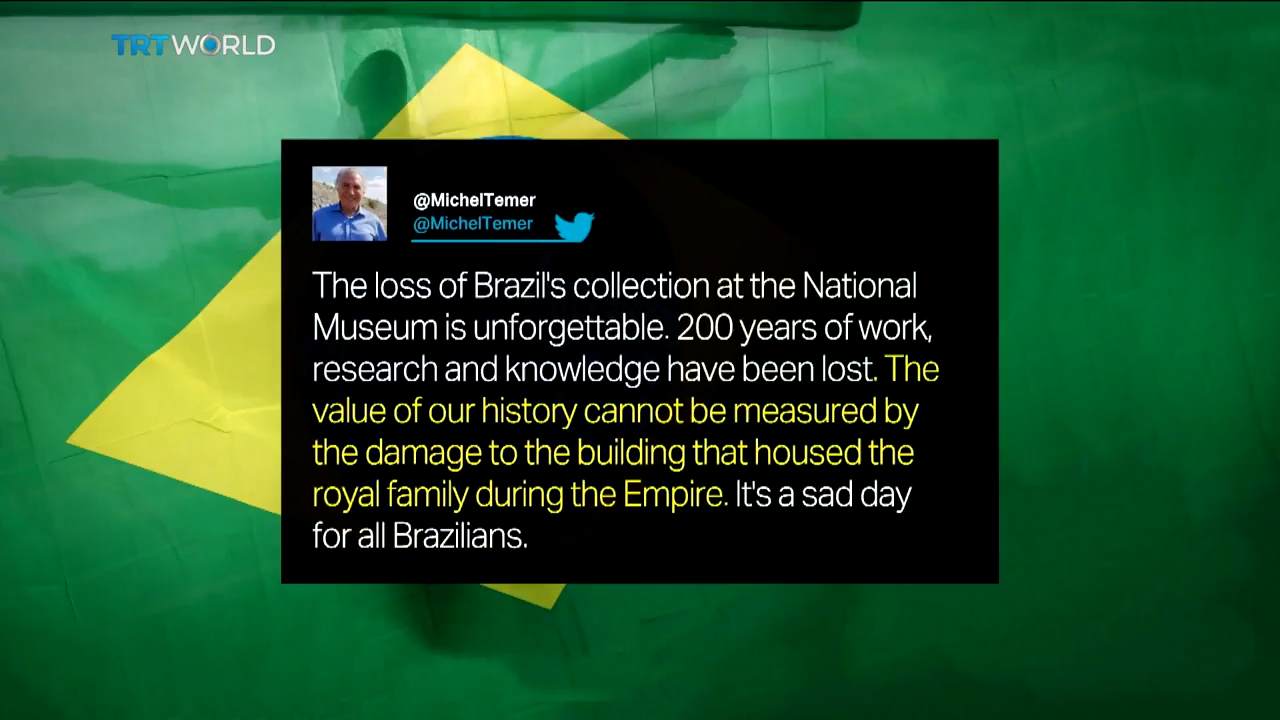 TRT WORLD
@MichelTemer
@MichelTemer
The loss of Brazil's collection at the National
Museum is unforgettable. 200 years of work,
research and knowledge have been lost. The
value of our history cannot be measured by
the damage to the building that housed the
royal family during the Empire. It's a sad day
for all Brazilians.